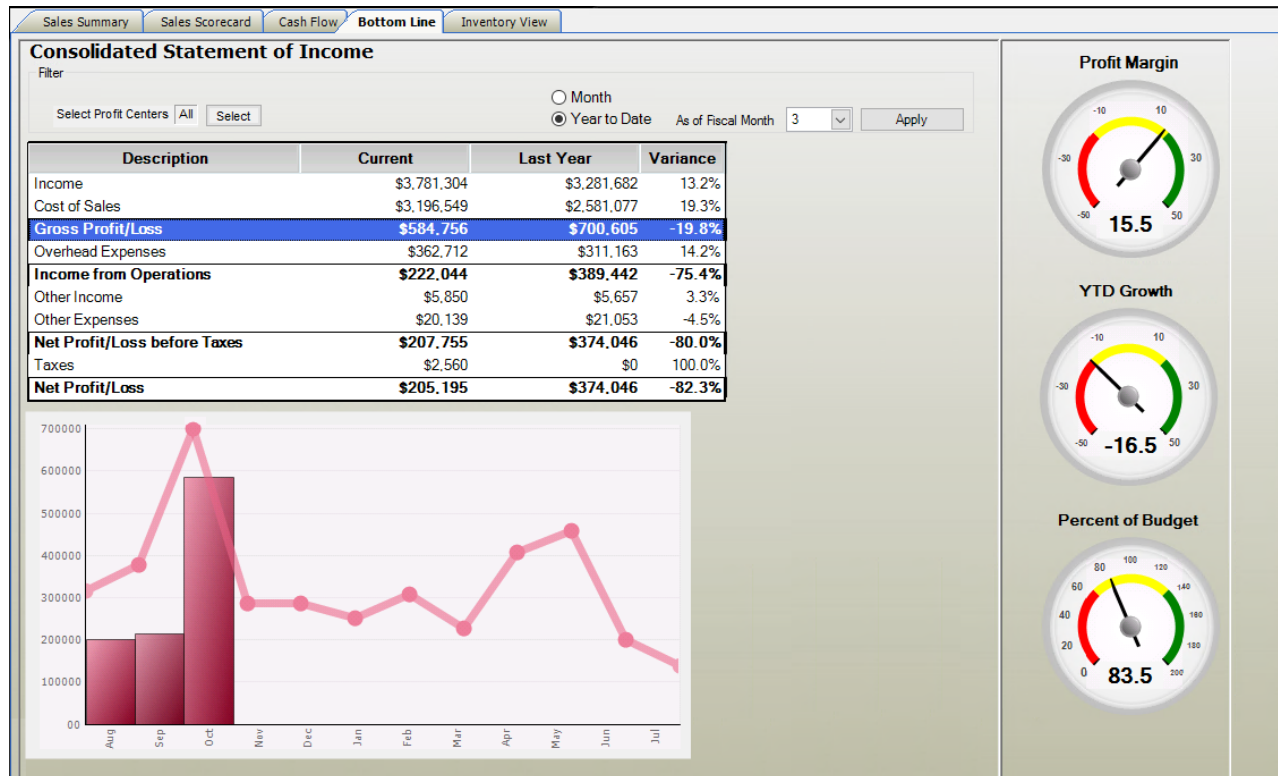 Sales Summary Sales Scorecard Cash Flow Bottom Line Inventory View
Consolidated Statement of Income
Filter
Select Profit Centers All Select
Month
Year to Date As of Fiscal Month 3 Apply
Description Current Last Year Variance
Income $3,781,304 $3,281,682 13.2%
Cost of Sales $3,196,549 $2,581,077 19.3%
Gross Profit/Loss $584,756 $700,605 -19.8%
Overhead Expenses $362,712 $311,163 14.2%
Income from Operations $222,044 $389,442 -75.4%
Other Income $5,850 $5,657 3.3%
Other Expenses $20,139 $21,053 -4.5%
Net Profit/Loss before Taxes $207,755 $374,046 -80.0%
Taxes $2,560 $0 100.0%
Net Profit/Loss $205,195 $374,046 -82.3%
700000
600000
500000
400000
300000
200000
100000
00
Aug Sep Oct Nov Dec Jan Feb Mar Apr May Jun Jul
Profit Margin
-10 10
-30 30
-50 50
15.5
YTD Growth
-10 10
-30 30
-50 50
-16.5
Percent of Budget
100
80 120
60 140
40 160
20 180
0 200
83.5